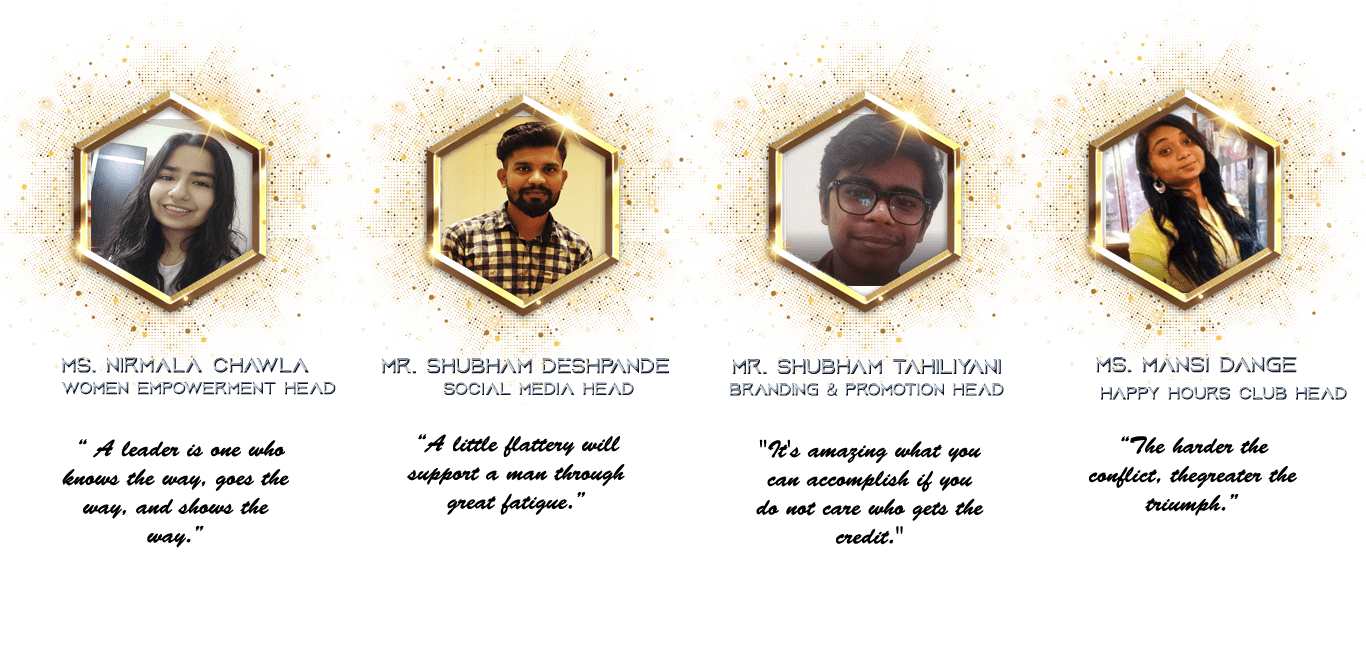 MS. NIRMALA CHAWLA
WOMEN EMPOWERMENT HEAD
“ A leader is one who
knows the way, goes the
way, and shows the
way.”
MR. SHUBHAM DESHPANDE
SOCIAL MEDIA HEAD
“A little flattery will
support a man through
great fatigue.”
MR. SHUBHAM TAHILIYANI
BRANDING & PROMOTION HEAD
"It's amazing what you
can accomplish if you
do not care who gets the
credit."
MS. MANSI DANGE
HAPPY HOURS CLUB HEAD
“The harder the
conflict, thegreater the
triumph.”